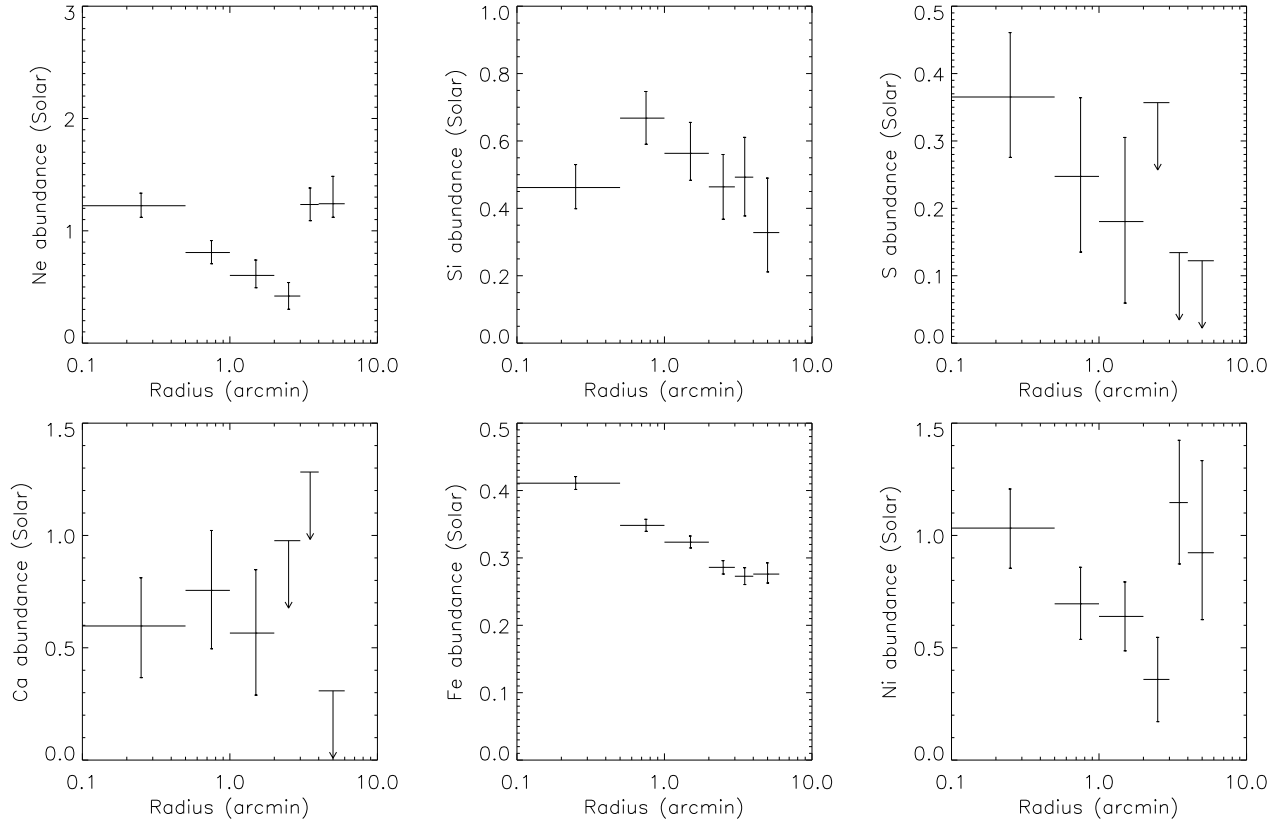 Ne abundance (Solar)
3
2
1
0
0.1 1.0 10.0
Radius (arcmin)
Si abundance (Solar)
1.0
0.8
0.6
0.4
0.2
0.0
0.1 1.0 10.0
Radius (arcmin)
S abundance (Solar)
0.5
0.4
0.3
0.2
0.1
0.0
0.1 1.0 10.0
Radius (arcmin)
Ca abundance (Solar)
1.5
1.0
0.5
0.0
0.1 1.0 10.0
Radius (arcmin)
Fe abundance (Solar)
0.5
0.4
0.3
0.2
0.1
0.0
0.1 1.0 10.0
Radius (arcmin)
Ni abundance (Solar)
1.5
1.0
0.5
0.0
0.1 1.0 10.0
Radius (arcmin)